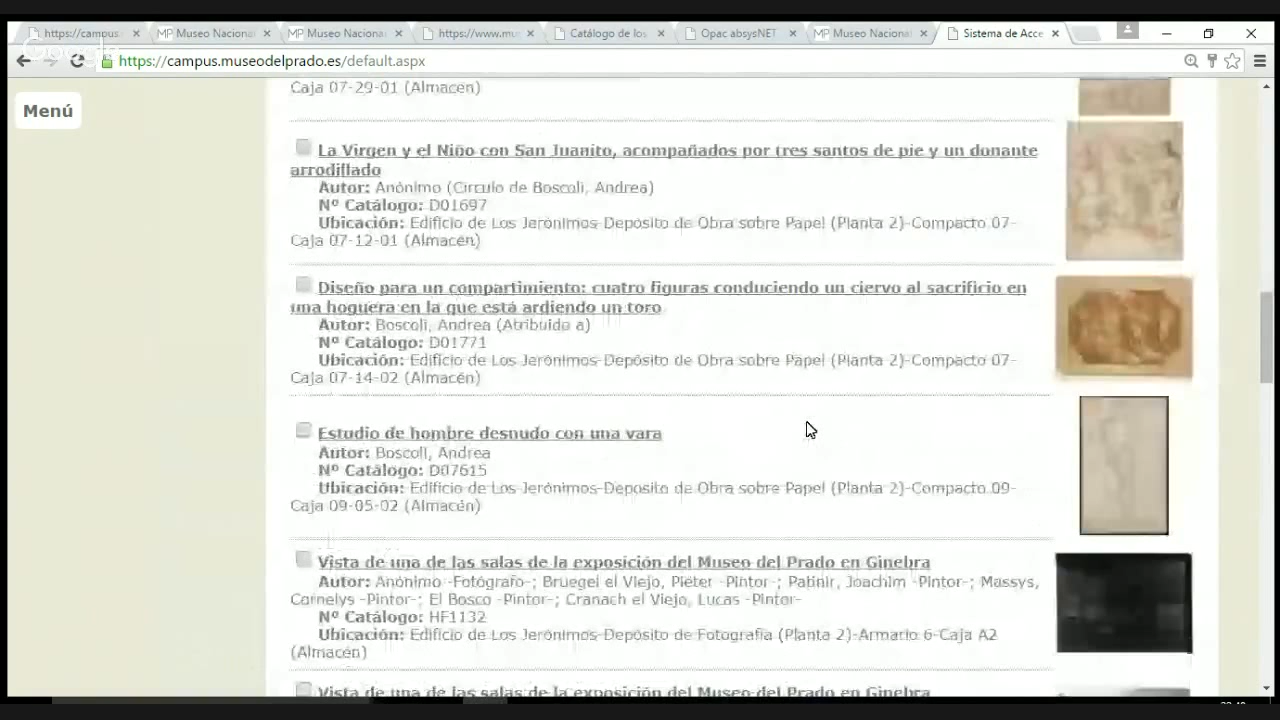 https://campus.
MP Museo Naciona
MP Museo Naciona
https://www.mu
Catálogo de los
Opac absysNET
MP Museo Naciona
Sistema de Acce
Google
https://campus.museodelprado.es/default.aspx
Menú
Caja 07-29-01 (Almacén)
La Virgen y el Niño con San Juanito, acompañados por tres santos de pie y un donante
arrodillado
Autor: Anónimo (Circulo de Boscoli, Andrea)
Nº Catálogo: D01697
Ubicación: Edificio de Los Jerónimos-Depósito de Obra sobre Papel (Planta 2)-Compacto 07-
Caja 07-12-01 (Almacén)
Diseño para un compartimiento: cuatro figuras conduciendo un ciervo al sacrificio en
una hoguera en la que está ardiendo un toro
Autor: Boscoli, Andrea (Atribuida a)
Nº Catálogo: D01771
Ubicación: Edificio de Los Jerónimos-Depósito de Obra sobre Papel (Planta 2)-Compacto 07-
Caja 07-14-02 (Almacén)
Estudio de hombre desnudo con una vara
Autor: Boscoli, Andrea
Nº Catálogo: D07615
Ubicación: Edificio de Los Jerónimos-Depósito de Obra sobre Papel (Planta 2)-Compacto 09-
Caja 09-05-02 (Almacén)
Vista de una de las salas de la exposición del Museo del Prado en Ginebra
Autor: Anónimo -Fotógrafo-; Bruegel el Viejo, Pieter -Pintor-; Patinir, Joachim -Pintor-; Massys,
Cornelys -Pintor-; El Bosco -Pintor-; Cranach el Viejo, Lucas -Pintor-
Nº Catálogo: HF1132
Ubicación: Edificio de Los Jerónimos-Depósito de Fotografía (Planta 2)-Armario 6-Caja A2
(Almacén)
Vista de una de las salas de la exposición del Museo del Prado en Ginebra